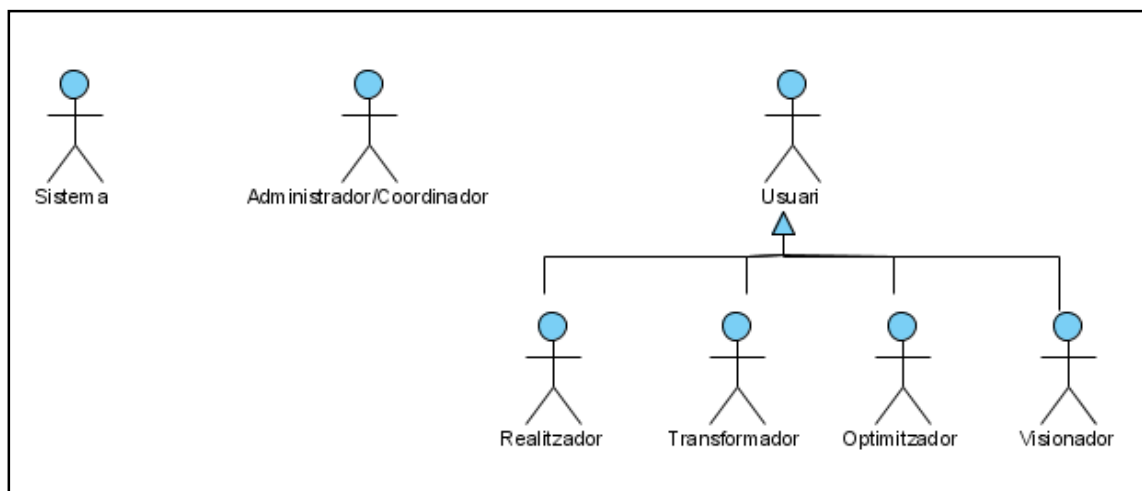 Sistema
Administrador/Coordinador
Usuari
Realitzador
Transformador
Optimitzador
Visionador